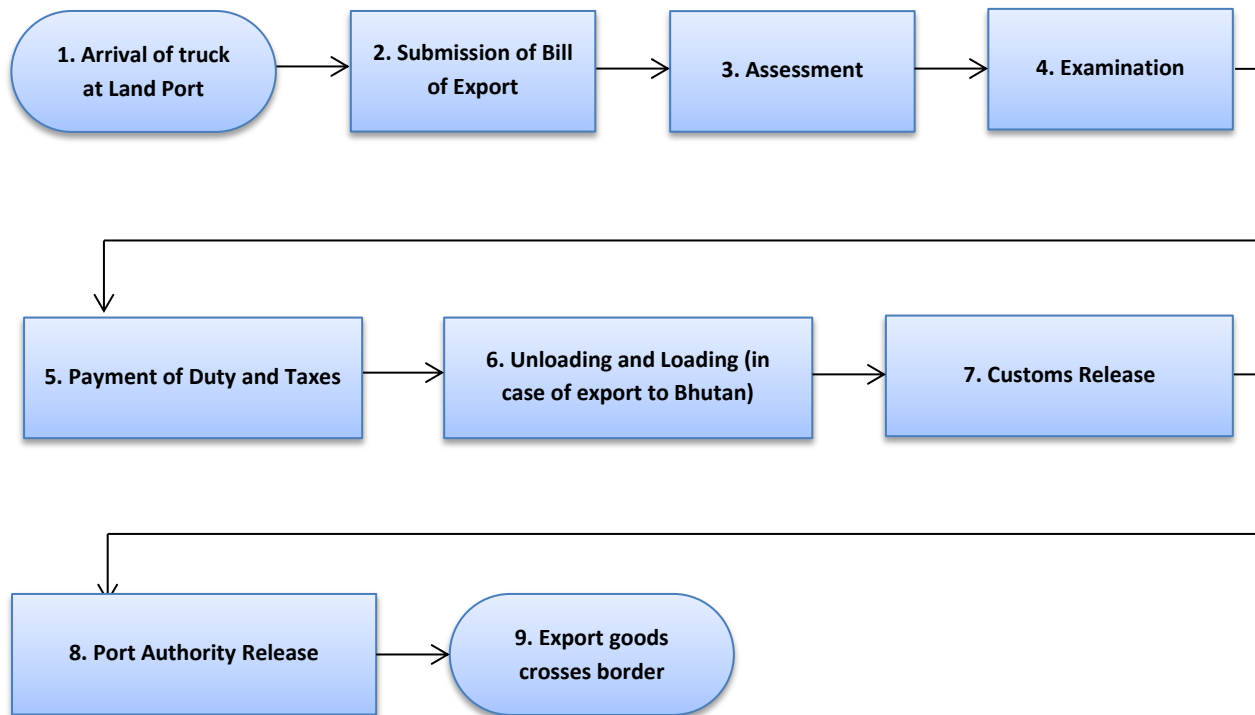 1. Arrival of truck
at Land Port
2. Submission of Bill
of Export
3. Assessment
4. Examination
5. Payment of Duty and Taxes
6. Unloading and Loading (in
case of export to Bhutan)
7. Customs Release
8. Port Authority Release
9. Export goods
crosses border